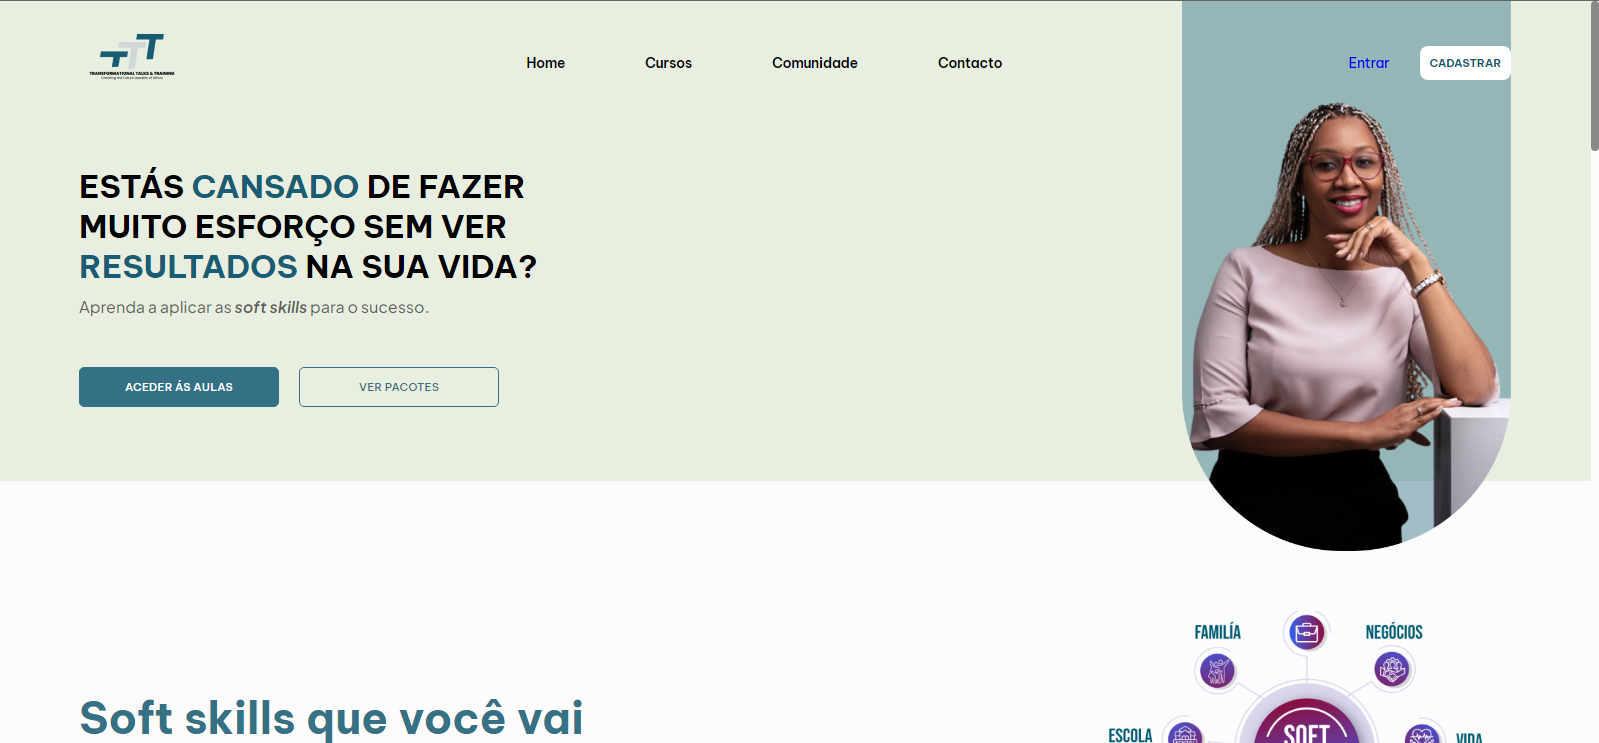 TTT
TRANSFORMATIONAL TALKS & TRAINING
Creating the Future Leaders of Africa
Home
Cursos
Comunidade
Contacto
Entrar
CADASTRAR
ESTÁS CANSADO DE FAZER
MUITO ESFORÇO SEM VER
RESULTADOS NA SUA VIDA?
Aprenda a aplicar as soft skills para o sucesso.
ACEDER ÁS AULAS
VER PACOTES
Soft skills que você vai
FAMILÍA
NEGÓCIOS
ESCOLA
SOFT
VIDA